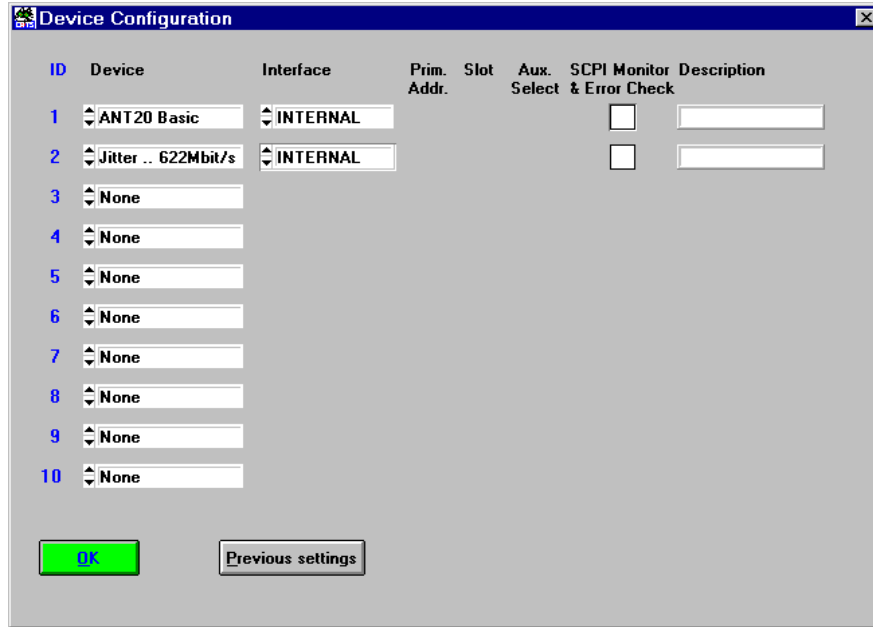 CATS Device Configuration
ID Device Interface Prim. Addr. Slot Aux. Select SCPI Monitor & Error Check Description
1 ANT20 Basic INTERNAL
2 Jitter .. 622Mbit/s INTERNAL
3 None
4 None
5 None
6 None
7 None
8 None
9 None
10 None
OK Previous settings